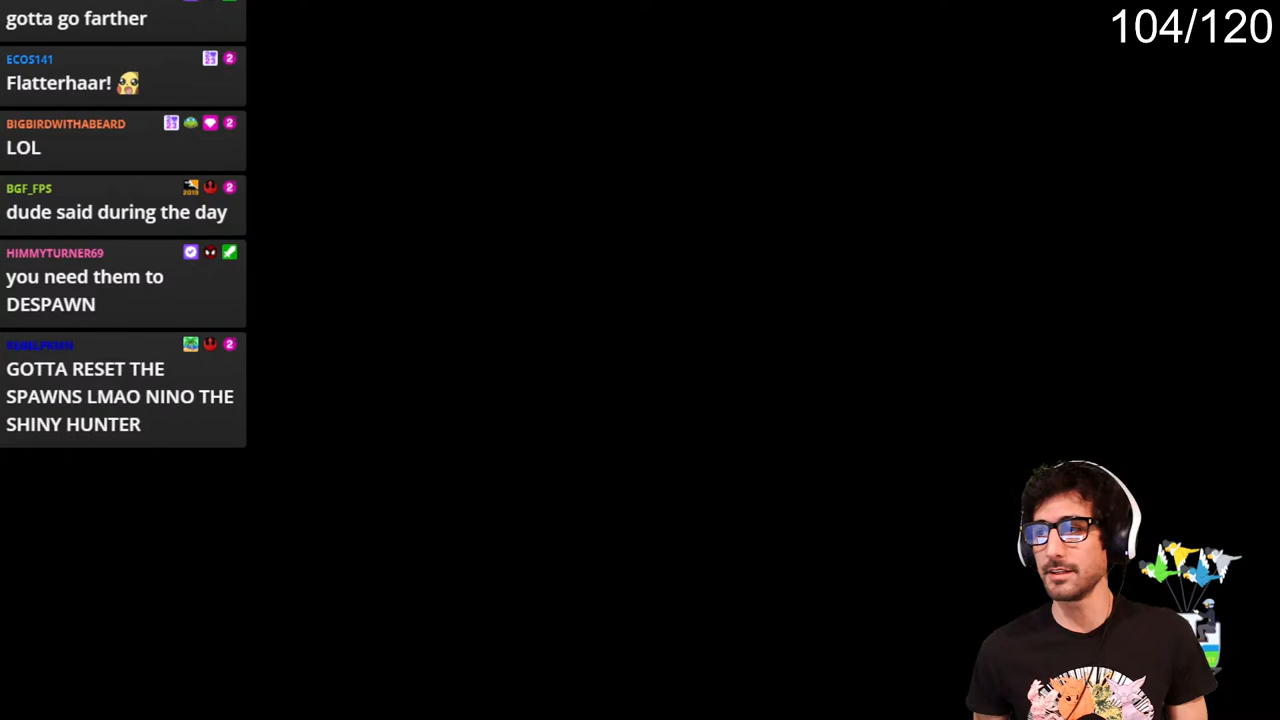 104/120
gotta go farther
ECOS141
Flatterhaar!
BIGBIRDWITHABEARD
LOL
BGF_FPS
dude said during the day
HIMMYTURNER69
you need them to
DESPAWN
GOTTA RESET THE
SPAWNS LMAO NINO THE
SHINY HUNTER